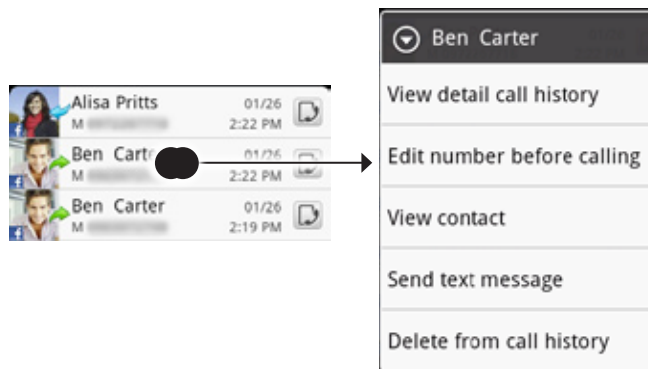 Alisa Pritts 01/26
M 2:22 PM
Ben Carte 01/26
M 2:22 PM
Ben Carter 01/26
M 2:19 PM
Ben Carter
View detail call history
Edit number before calling
View contact
Send text message
Delete from call history